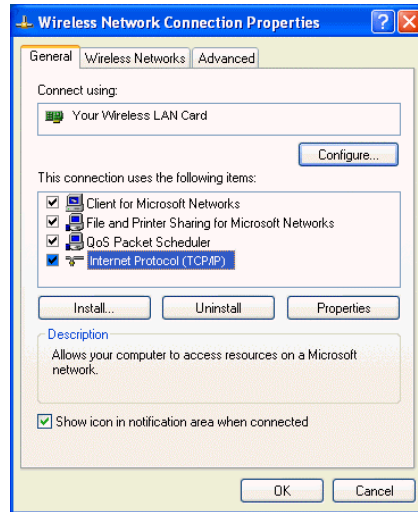 Wireless Network Connection Properties
General Wireless Networks Advanced
Connect using:
Your Wireless LAN Card
Configure...
This connection uses the following items:
Client for Microsoft Networks
File and Printer Sharing for Microsoft Networks
QoS Packet Scheduler
Internet Protocol (TCP/IP)
Install... Uninstall Properties
Description
Allows your computer to access resources on a Microsoft
network.
Show icon in notification area when connected
OK Cancel